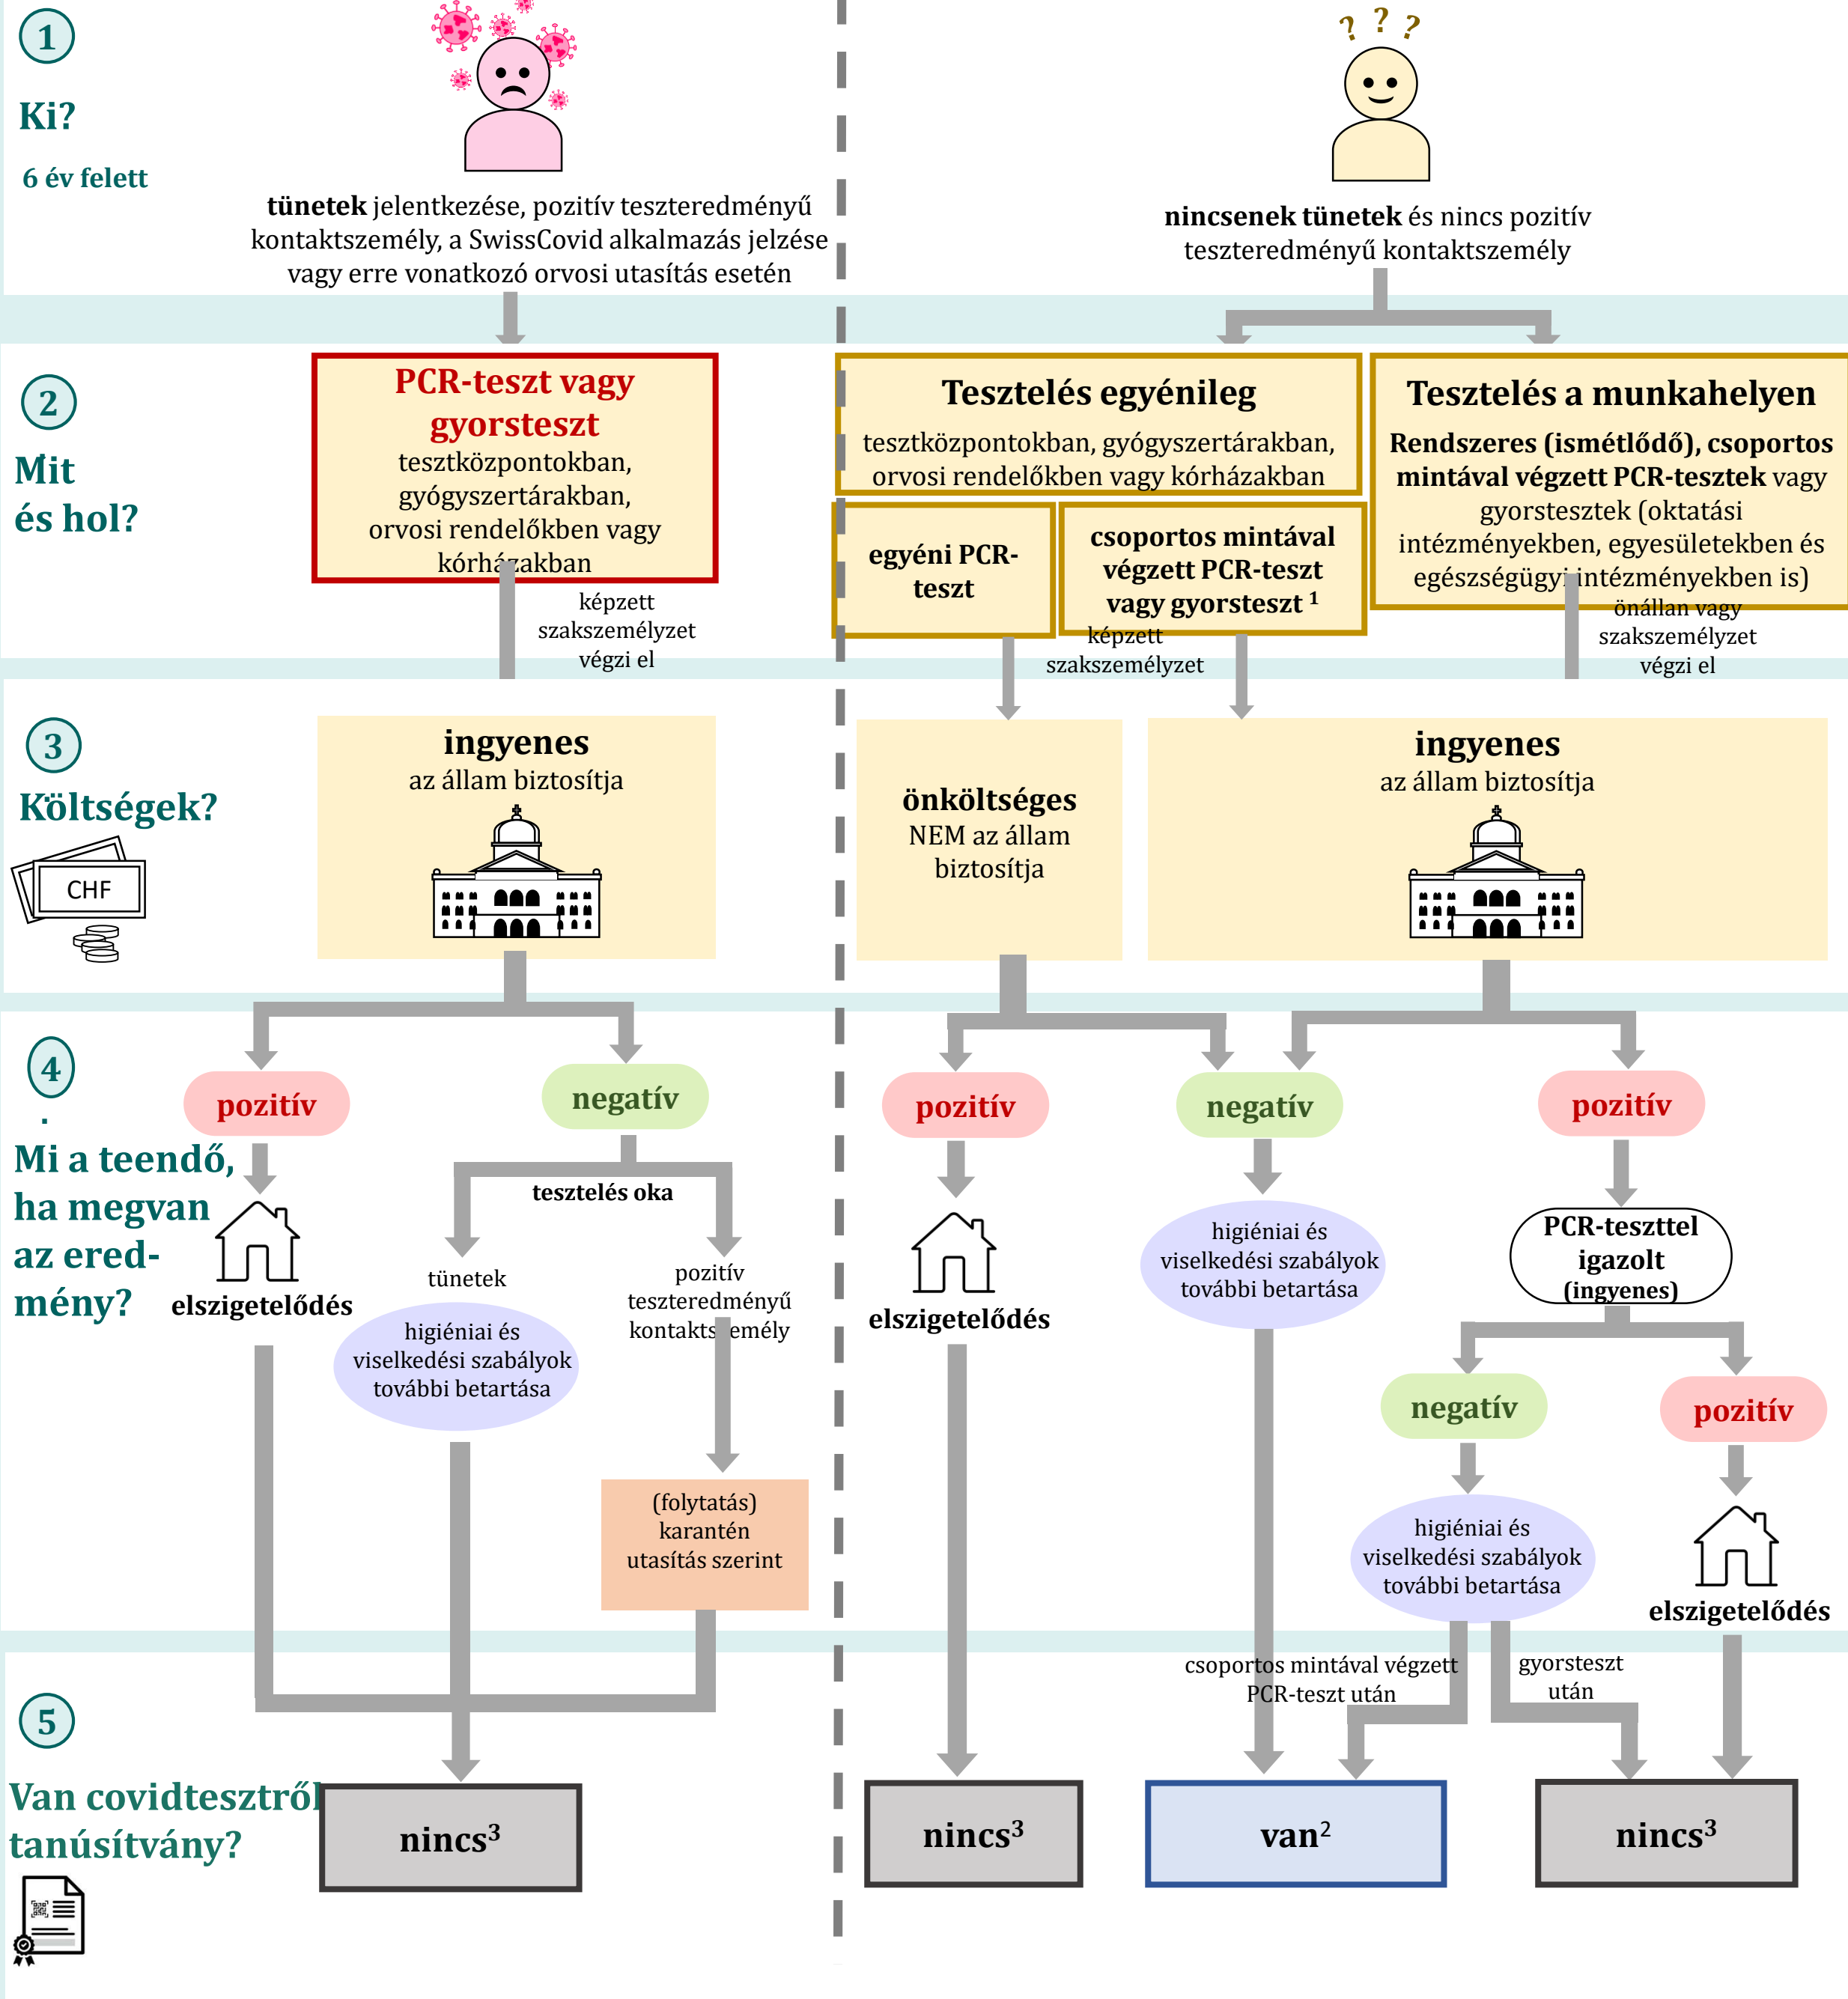 1
Ki?
6 év felett
tünetek jelentkezése, pozitív teszteredményű
kontaktszemély, a SwissCovid alkalmazás jelzése
vagy erre vonatkozó orvosi utasítás esetén
? ? ?
nincsenek tünetek és nincs pozitív
teszteredményű kontaktszemély
2
Mit
és hol?
PCR-teszt vagy
gyorsteszt
tesztközpontokban,
gyógyszertárakban,
orvosi rendelőkben vagy
kórházakban
képzett
szakszemélyzet
végzi el
Tesztelés egyénileg
tesztközpontokban, gyógyszertárakban,
orvosi rendelőkben vagy kórházakban
egyéni PCR-
teszt
csoportos mintával
végzett PCR-teszt
vagy gyorsteszt 1
képzett
szakszemélyzet
Tesztelés a munkahelyen
Rendszeres (ismétlődő), csoportos
mintával végzett PCR-tesztek vagy
gyorstesztek (oktatási
intézményekben, egyesületekben és
egészségügyi intézményekben is)
önállan vagy
szakszemélyzet
végzi el
3
Költségek?
CHF
ingyenes
az állam biztosítja
önköltséges
NEM az állam
biztosítja
ingyenes
az állam biztosítja
4
.
Mi a teendő,
ha megvan
az ered-
mény?
pozitív
negatív
elszigetelődés
tesztelés oka
tünetek
higiéniai és
viselkedési szabályok
további betartása
pozitív
teszteredményű
kontaktszemély
(folytatás)
karantén
utasítás szerint
pozitív
negatív
pozitív
elszigetelődés
higiéniai és
viselkedési szabályok
további betartása
PCR-teszttel
igazolt
(ingyenes)
negatív
pozitív
higiéniai és
viselkedési szabályok
további betartása
elszigetelődés
csoportos mintával végzett
PCR-teszt után
gyorsteszt
után
5
Van covidtesztről
tanúsítvány?
nincs3
nincs3
van2
nincs3